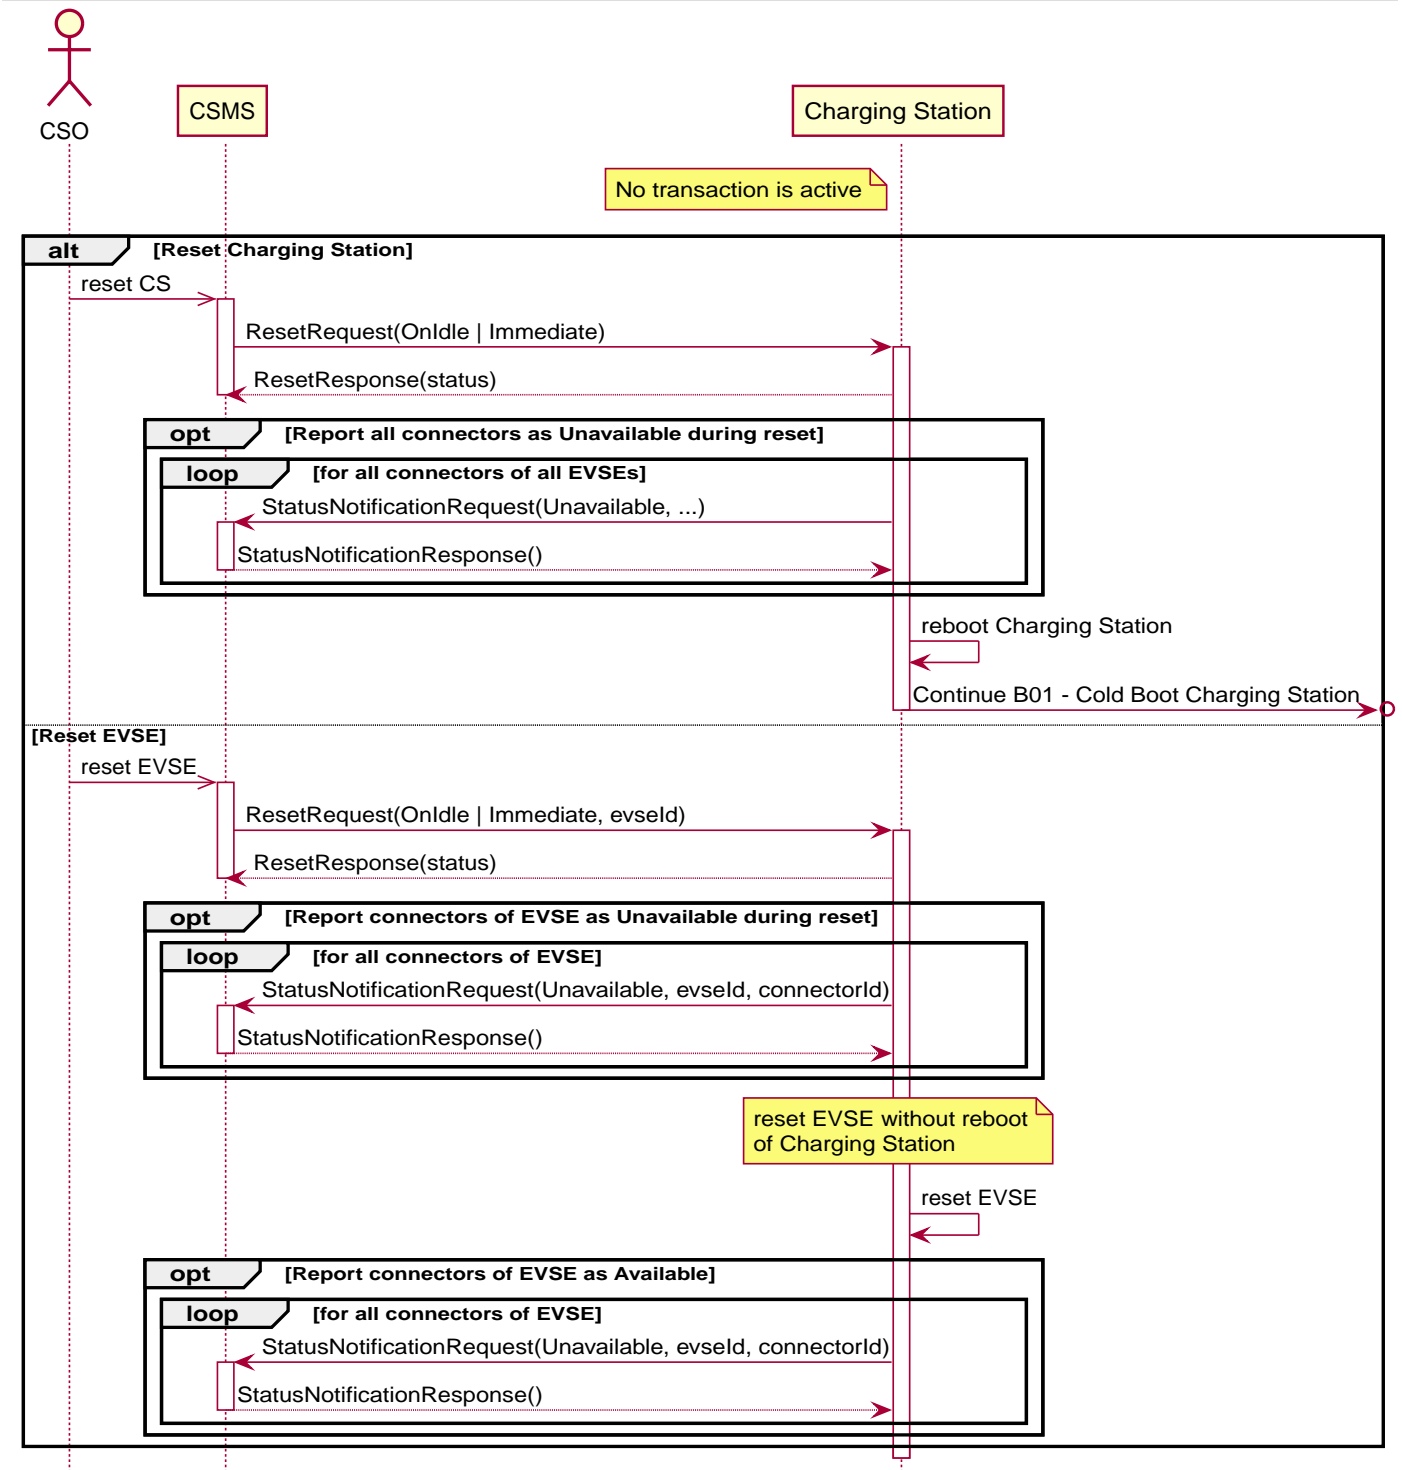 CSO
CSMS
Charging Station
No transaction is active
alt
[Reset Charging Station]
reset CS
ResetRequest(OnIdle | Immediate)
ResetResponse(status)
opt
[Report all connectors as Unavailable during reset]
loop
[for all connectors of all EVSEs]
StatusNotificationRequest(Unavailable, ...)
StatusNotificationResponse()
reboot Charging Station
Continue B01 - Cold Boot Charging Station
[Reset EVSE]
reset EVSE
ResetRequest(OnIdle | Immediate, evseId)
ResetResponse(status)
opt
[Report connectors of EVSE as Unavailable during reset]
loop
[for all connectors of EVSE]
StatusNotificationRequest(Unavailable, evseId, connectorId)
StatusNotificationResponse()
reset EVSE without reboot
of Charging Station
reset EVSE
opt
[Report connectors of EVSE as Available]
loop
[for all connectors of EVSE]
StatusNotificationRequest(Unavailable, evseId, connectorId)
StatusNotificationResponse()